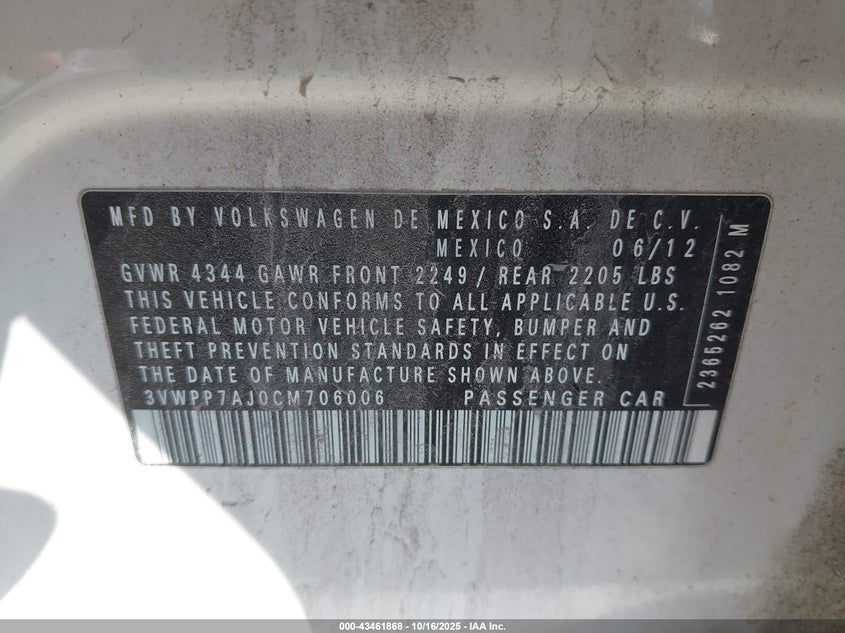 MFD BY VOLKSWAGEN DE MEXICO S.A. DE C.V.
MEXICO 06/12
GVWR 4344 GAWR FRONT 2249 / REAR 2205 LBS
THIS VEHICLE CONFORMS TO ALL APPLICABLE U.S.
FEDERAL MOTOR VEHICLE SAFETY, BUMPER AND
THEFT PREVENTION STANDARDS IN EFFECT ON
THE DATE OF MANUFACTURE SHOWN ABOVE.
3VWPP7AJ0CM706006 PASSENGER CAR
2365262 1082 M
000-43461868 - 10/16/2025 - IAA Inc.